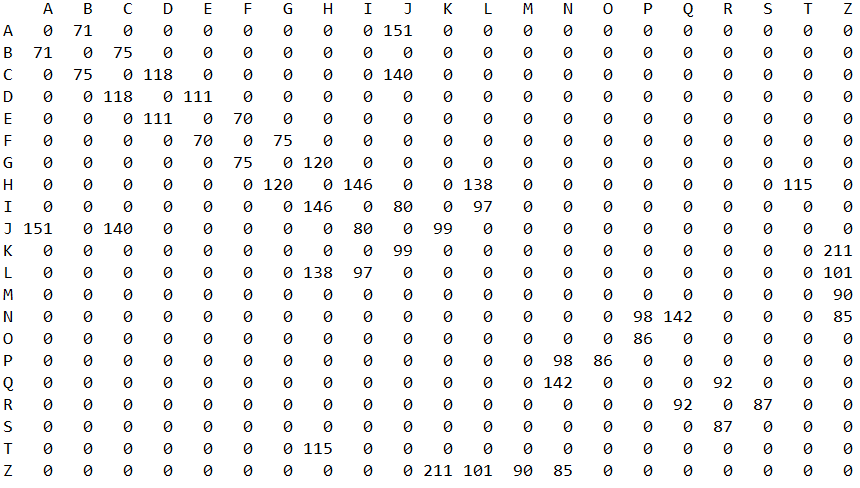 A B C D E F G H I J K L M N O P Q R S T Z
A 0 71 0 0 0 0 0 0 0 151 0 0 0 0 0 0 0 0 0 0 0
B 71 0 75 0 0 0 0 0 0 0 0 0 0 0 0 0 0 0 0 0 0
C 0 75 0 118 0 0 0 0 0 140 0 0 0 0 0 0 0 0 0 0 0
D 0 0 118 0 111 0 0 0 0 0 0 0 0 0 0 0 0 0 0 0 0
E 0 0 0 111 0 70 0 0 0 0 0 0 0 0 0 0 0 0 0 0 0
F 0 0 0 0 70 0 75 0 0 0 0 0 0 0 0 0 0 0 0 0 0
G 0 0 0 0 0 75 0 120 0 0 0 0 0 0 0 0 0 0 0 0 0
H 0 0 0 0 0 0 120 0 146 0 0 138 0 0 0 0 0 0 0 115 0
I 0 0 0 0 0 0 0 146 0 80 0 97 0 0 0 0 0 0 0 0 0
J 151 0 140 0 0 0 0 0 80 0 99 0 0 0 0 0 0 0 0 0 0
K 0 0 0 0 0 0 0 0 0 99 0 0 0 0 0 0 0 0 0 0 211
L 0 0 0 0 0 0 0 138 97 0 0 0 0 0 0 0 0 0 0 0 101
M 0 0 0 0 0 0 0 0 0 0 0 0 0 0 0 0 0 0 0 0 90
N 0 0 0 0 0 0 0 0 0 0 0 0 0 0 0 98 142 0 0 0 85
O 0 0 0 0 0 0 0 0 0 0 0 0 0 0 0 86 0 0 0 0 0
P 0 0 0 0 0 0 0 0 0 0 0 0 0 98 86 0 0 0 0 0 0
Q 0 0 0 0 0 0 0 0 0 0 0 0 0 142 0 0 0 92 0 0 0
R 0 0 0 0 0 0 0 0 0 0 0 0 0 0 0 0 92 0 87 0 0
S 0 0 0 0 0 0 0 0 0 0 0 0 0 0 0 0 0 87 0 0 0
T 0 0 0 0 0 0 0 115 0 0 0 0 0 0 0 0 0 0 0 0 0
Z 0 0 0 0 0 0 0 0 0 0 211 101 90 85 0 0 0 0 0 0 0